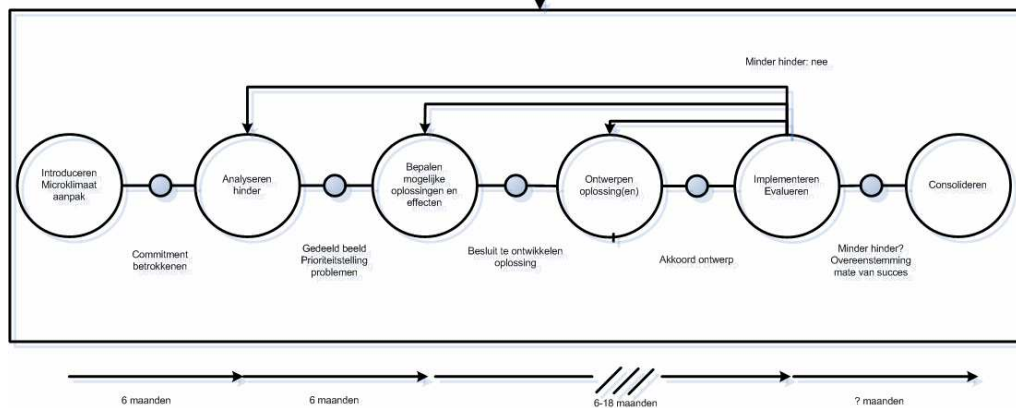 Minder hinder: nee
Introduceren
Microklimaat
aanpak
Analyseren
hinder
Bepalen
mogelijke
oplossingen en
effecten
Ontwerpen
oplossing(en)
Implementeren
Evalueren
Consolideren
Commitment
betrokkenen
Gedeeld beeld
Prioriteitstelling
problemen
Besluit te ontwikkelen
oplossing
Akkoord ontwerp
Minder hinder?
Overeenstemming
mate van succes
6 maanden
6 maanden
6-18 maanden
? maanden